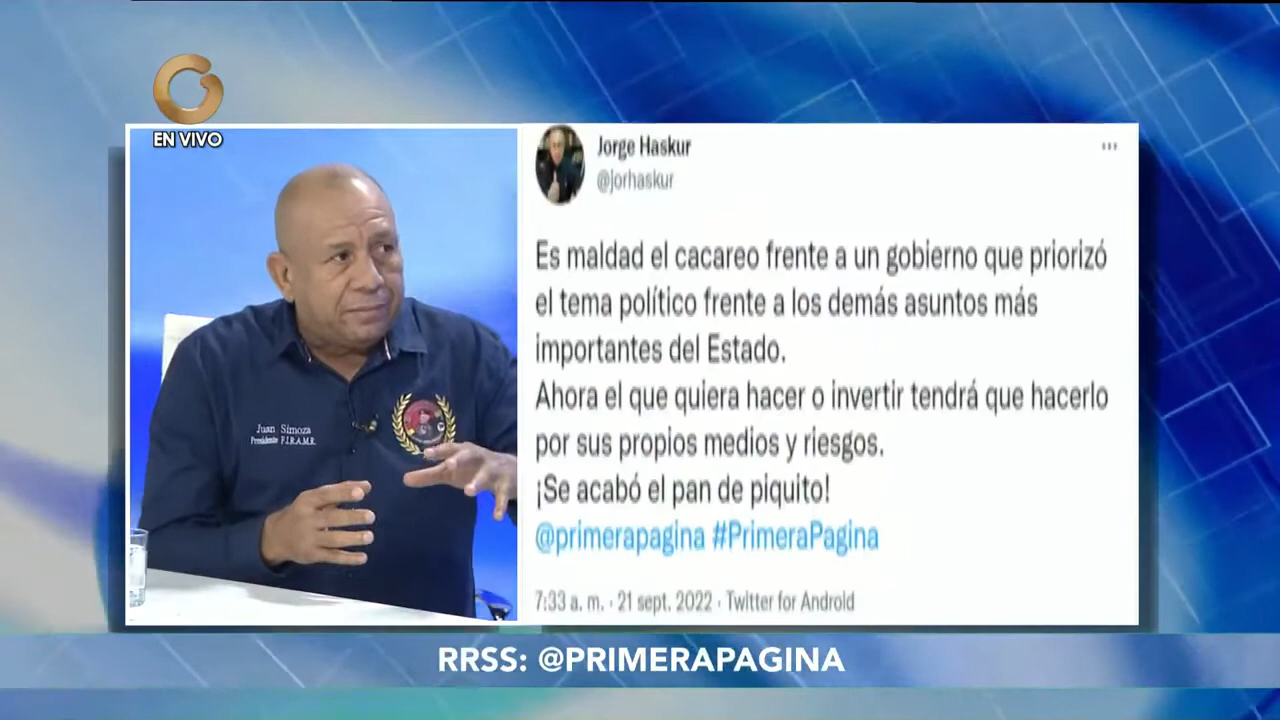 EN VIVO
Juan Simoza
Presidente F.I.R.A.M.R.
Jorge Haskur
@jorhaskur
Es maldad el cacareo frente a un gobierno que priorizó
el tema político frente a los demás asuntos más
importantes del Estado.
Ahora el que quiera hacer o invertir tendrá que hacerlo
por sus propios medios y riesgos.
¡Se acabó el pan de piquito!
@primerapagina #PrimeraPagina
7:33 a. m. · 21 sept. 2022 · Twitter for Android
RRSS: @PRIMERAPAGINA